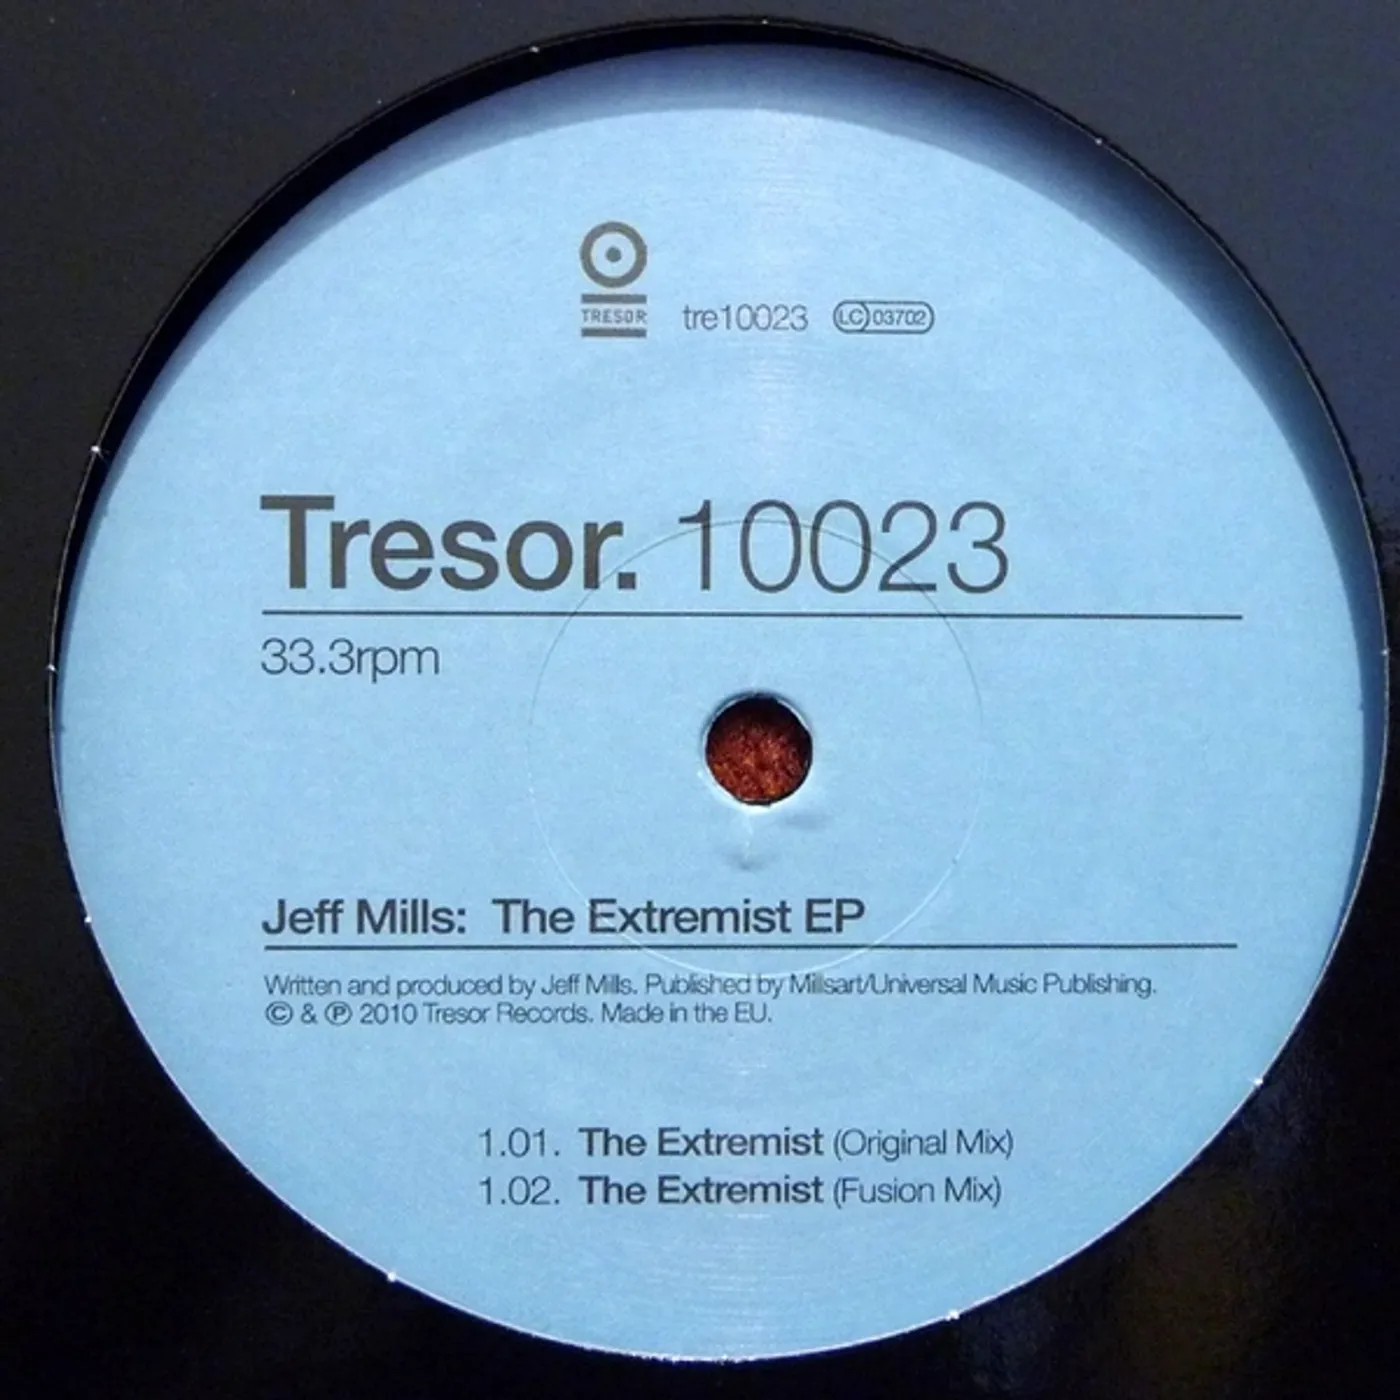 TRESOR tre10023 LC 03702
Tresor. 10023
33.3rpm
Jeff Mills: The Extremist EP
Written and produced by Jeff Mills. Published by Millsart/Universal Music Publishing.
© & ℗ 2010 Tresor Records. Made in the EU.
1.01. The Extremist (Original Mix)
1.02. The Extremist (Fusion Mix)